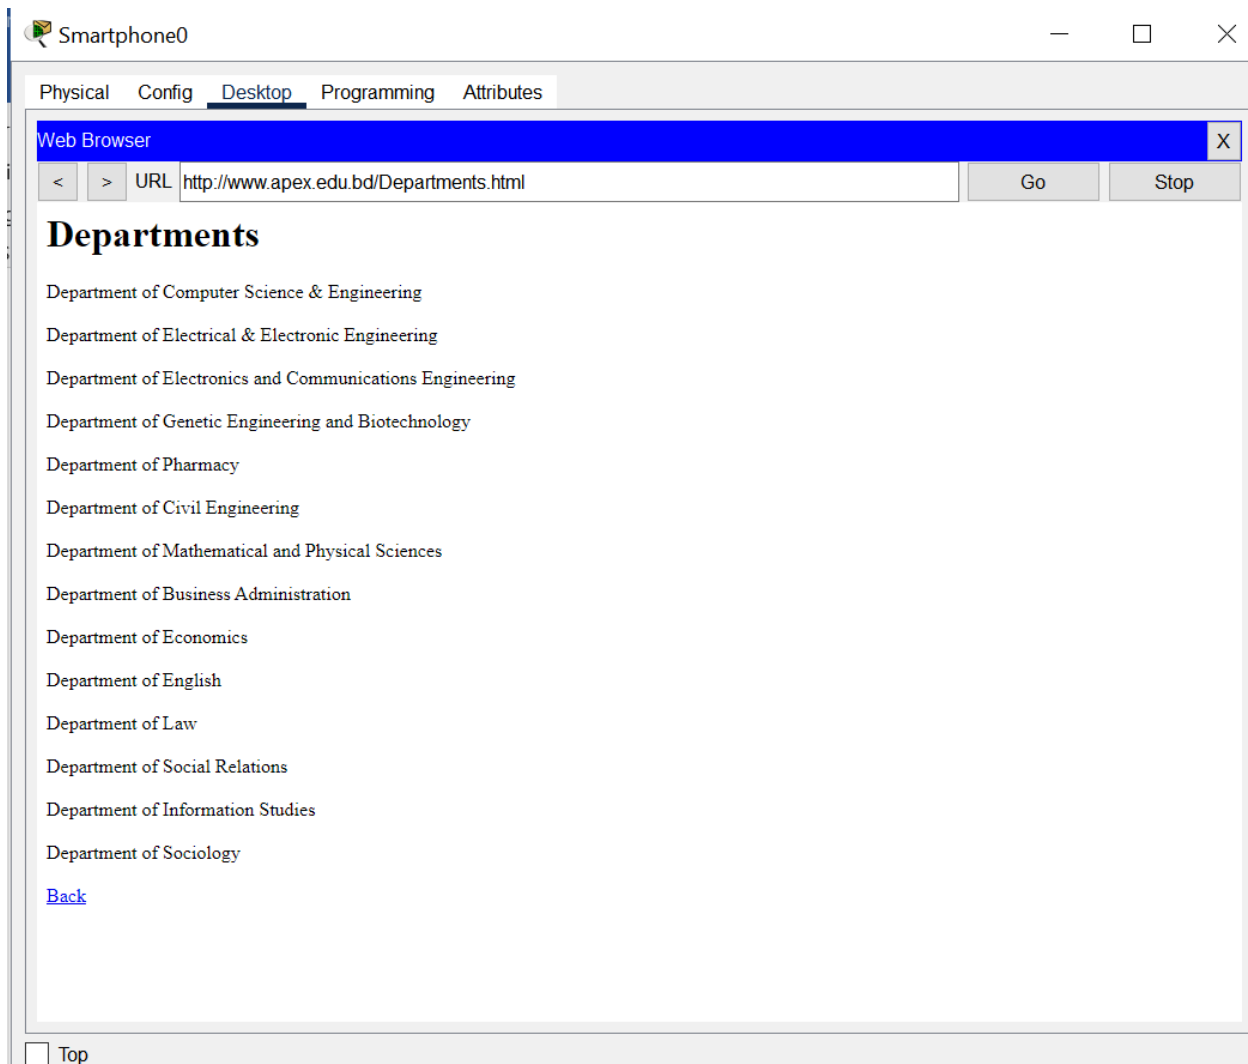 Smartphone0
Physical Config Desktop Programming Attributes
Web Browser X
< > URL http://www.apex.edu.bd/Departments.html Go Stop
Departments
Department of Computer Science & Engineering
Department of Electrical & Electronic Engineering
Department of Electronics and Communications Engineering
Department of Genetic Engineering and Biotechnology
Department of Pharmacy
Department of Civil Engineering
Department of Mathematical and Physical Sciences
Department of Business Administration
Department of Economics
Department of English
Department of Law
Department of Social Relations
Department of Information Studies
Department of Sociology
Back
Top